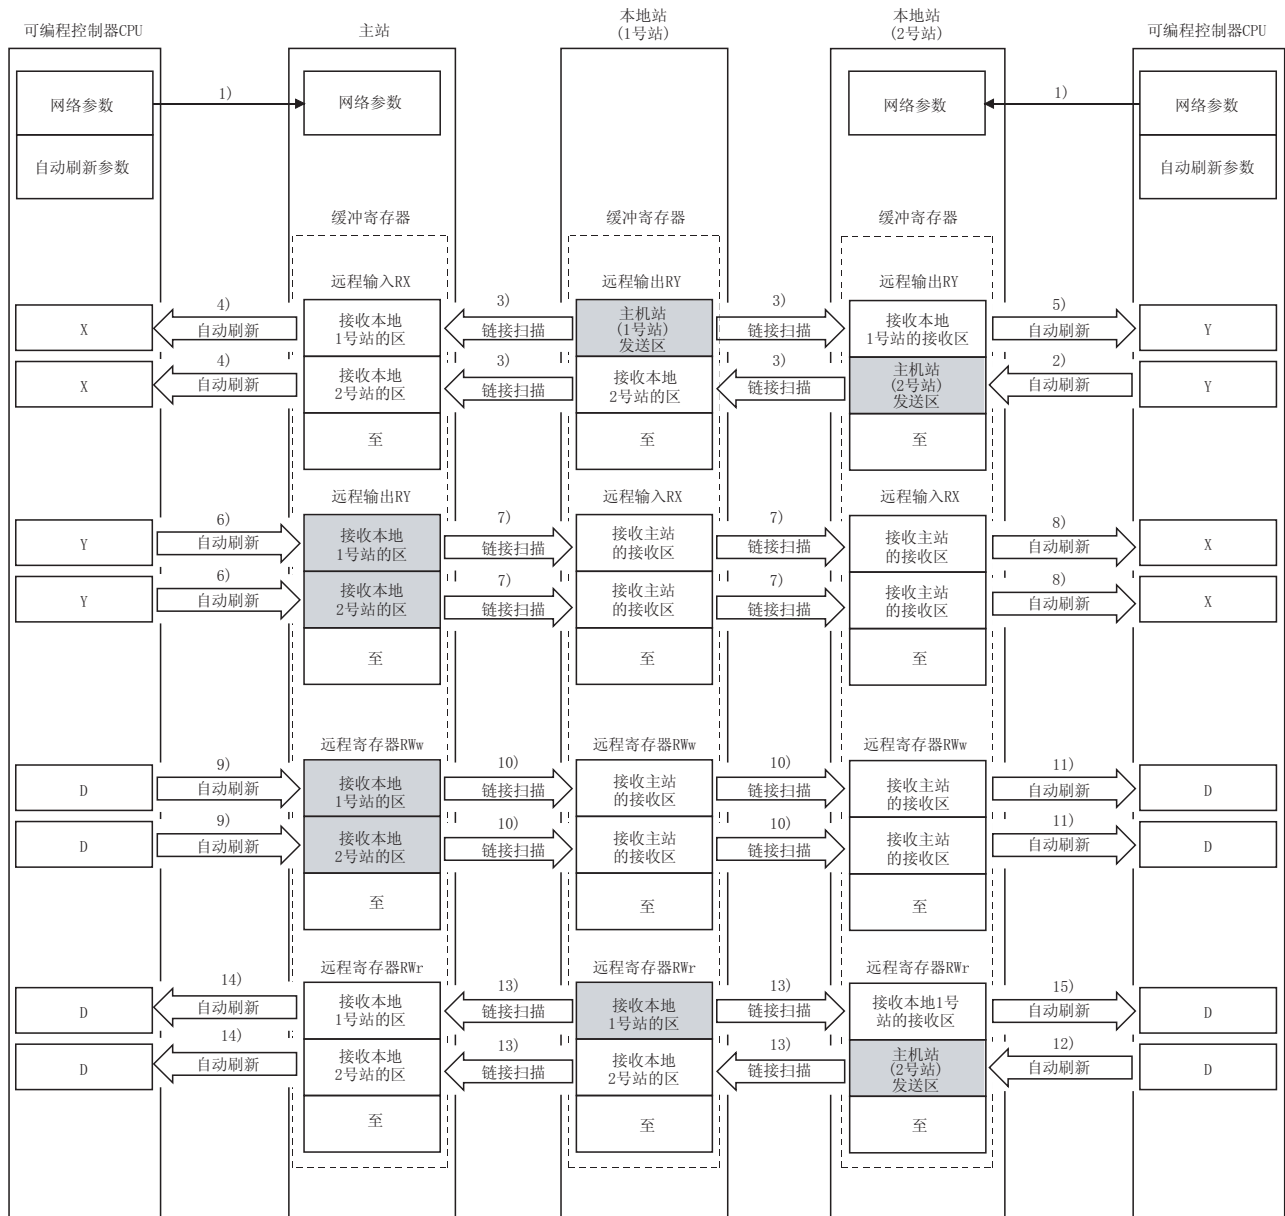 可编程控制器CPU
主站
本地站
(1号站)
本地站
(2号站)
可编程控制器CPU
网络参数
1)
网络参数
网络参数
1)
网络参数
自动刷新参数
自动刷新参数
缓冲寄存器
缓冲寄存器
缓冲寄存器
远程输入RX
远程输出RY
远程输出RY
X
4)
自动刷新
接收本地
1号站的区
3)
链接扫描
主机站
(1号站)
发送区
3)
链接扫描
接收本地
1号站的接收区
5)
自动刷新
Y
X
4)
自动刷新
接收本地
2号站的区
3)
链接扫描
接收本地
2号站的区
3)
链接扫描
主机站
(2号站)
发送区
2)
自动刷新
Y
至
至
至
远程输出RY
远程输入RX
远程输入RX
Y
6)
自动刷新
接收本地
1号站的区
7)
链接扫描
接收主站
的接收区
7)
链接扫描
接收主站
的接收区
8)
自动刷新
X
Y
6)
自动刷新
接收本地
2号站的区
7)
链接扫描
接收主站
的接收区
7)
链接扫描
接收主站
的接收区
8)
自动刷新
X
至
至
至
远程寄存器RWw
远程寄存器RWw
远程寄存器RWw
D
9)
自动刷新
接收本地
1号站的区
10)
链接扫描
接收主站
的接收区
10)
链接扫描
接收主站
的接收区
11)
自动刷新
D
D
9)
自动刷新
接收本地
2号站的区
10)
链接扫描
接收主站
的接收区
10)
链接扫描
接收主站
的接收区
11)
自动刷新
D
至
至
至
远程寄存器RWr
远程寄存器RWr
远程寄存器RWr
D
14)
自动刷新
接收本地
1号站的区
13)
链接扫描
接收本地
1号站的区
13)
链接扫描
接收本地1号
站的接收区
15)
自动刷新
D
D
14)
自动刷新
接收本地
2号站的区
13)
链接扫描
接收本地
2号站的区
13)
链接扫描
主机站
(2号站)
发送区
12)
自动刷新
D
至
至
至